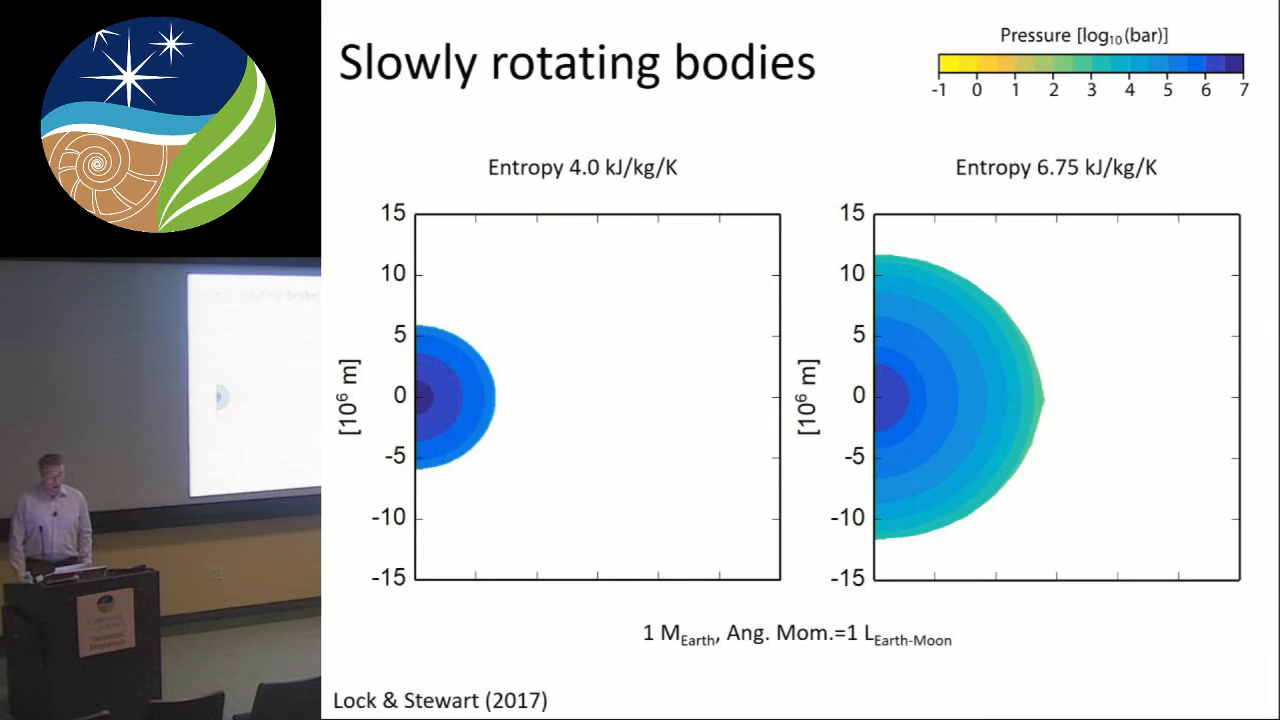 Slowly rotating bodies
Pressure [log₁₀(bar)]
-1 0 1 2 3 4 5 6 7
Entropy 4.0 kJ/kg/K
Entropy 6.75 kJ/kg/K
15
10
5
0
-5
-10
-15
[10⁶ m]
15
10
5
0
-5
-10
-15
[10⁶ m]
1 M_Earth, Ang. Mom.=1 L_Earth-Moon
Lock & Stewart (2017)